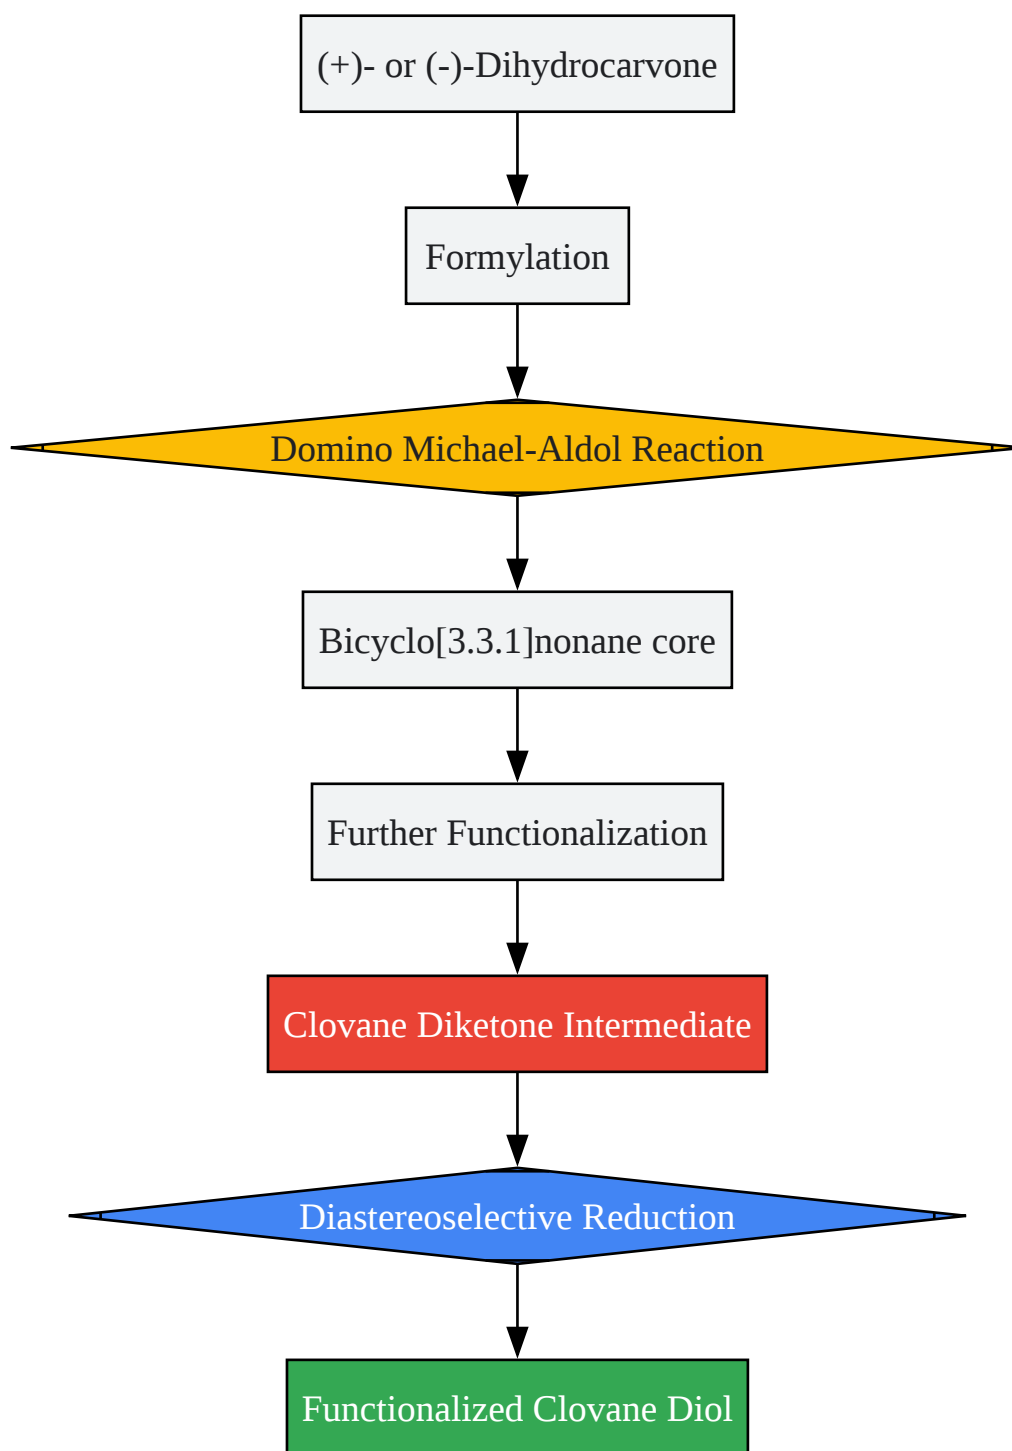 (+)- or (-)-Dihydrocarvone
Formylation
Domino Michael-Aldol Reaction
Bicyclo[3.3.1]nonane core
Further Functionalization
Clovane Diketone Intermediate
Diastereoselective Reduction
Functionalized Clovane Diol